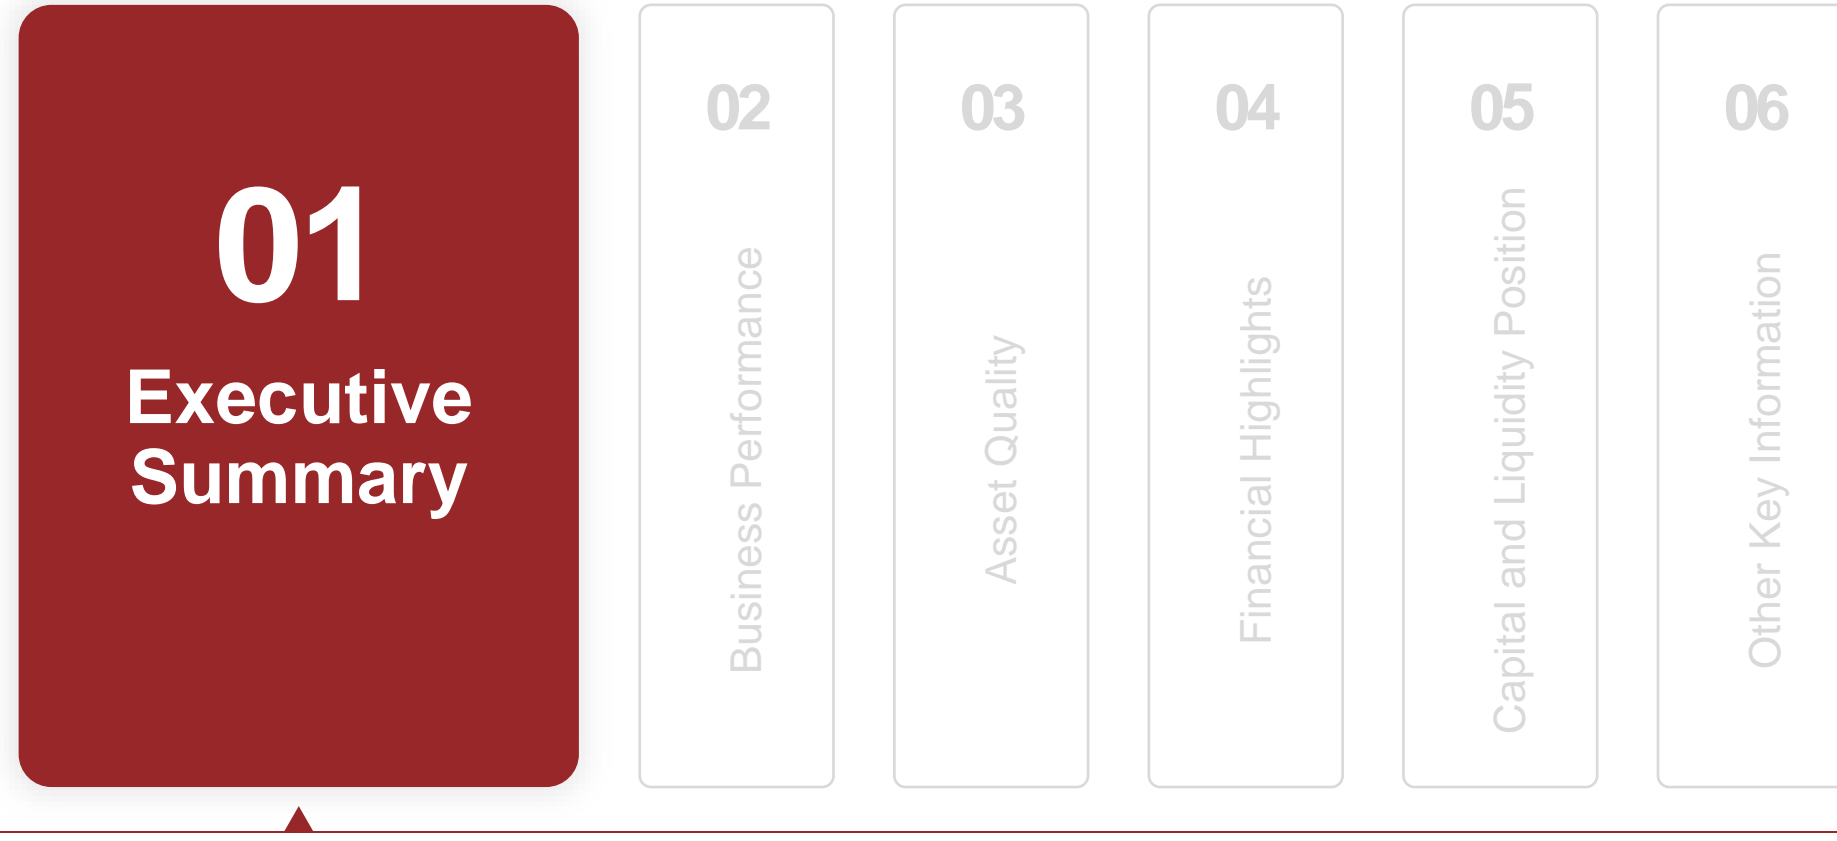 01
Executive
Summary
02
Business Performance
03
Asset Quality
04
Financial Highlights
05
Capital and Liquidity Position
06
Other Key Information